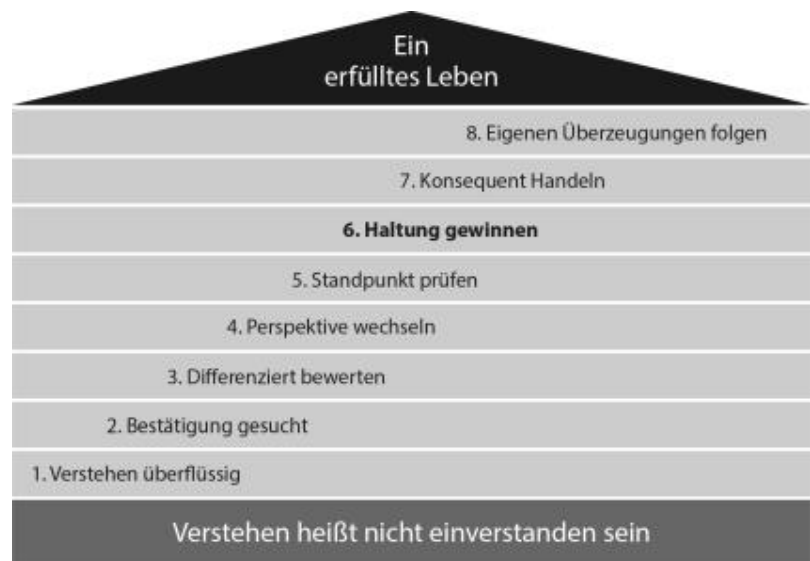 Ein
erfülltes Leben
8. Eigenen Überzeugungen folgen
7. Konsequent Handeln
6. Haltung gewinnen
5. Standpunkt prüfen
4. Perspektive wechseln
3. Differenziert bewerten
2. Bestätigung gesucht
1. Verstehen überflüssig
Verstehen heißt nicht einverstanden sein